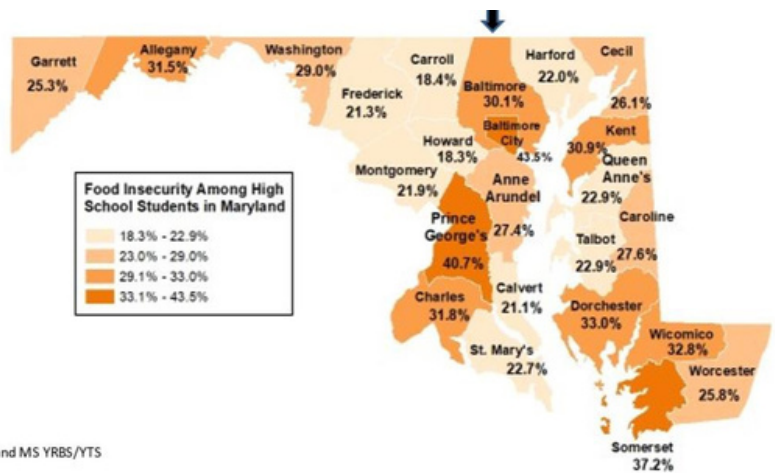 Garrett
25.3%
Allegany
31.5%
Washington
29.0%
Frederick
21.3%
Carroll
18.4%
Baltimore
30.1%
Baltimore
City
43.5%
Harford
22.0%
Cecil
26.1%
Howard
18.3%
Montgomery
21.9%
Kent
30.9%
Queen
Anne's
22.9%
Anne
Arundel
27.4%
Prince
George's
40.7%
Caroline
27.6%
Talbot
22.9%
Calvert
21.1%
Charles
31.8%
Dorchester
33.0%
St. Mary's
22.7%
Wicomico
32.8%
Worcester
25.8%
Somerset
37.2%
Food Insecurity Among High
School Students in Maryland
18.3% - 22.9%
23.0% - 29.0%
29.1% - 33.0%
33.1% - 43.5%
nd MS YRBS/YTS